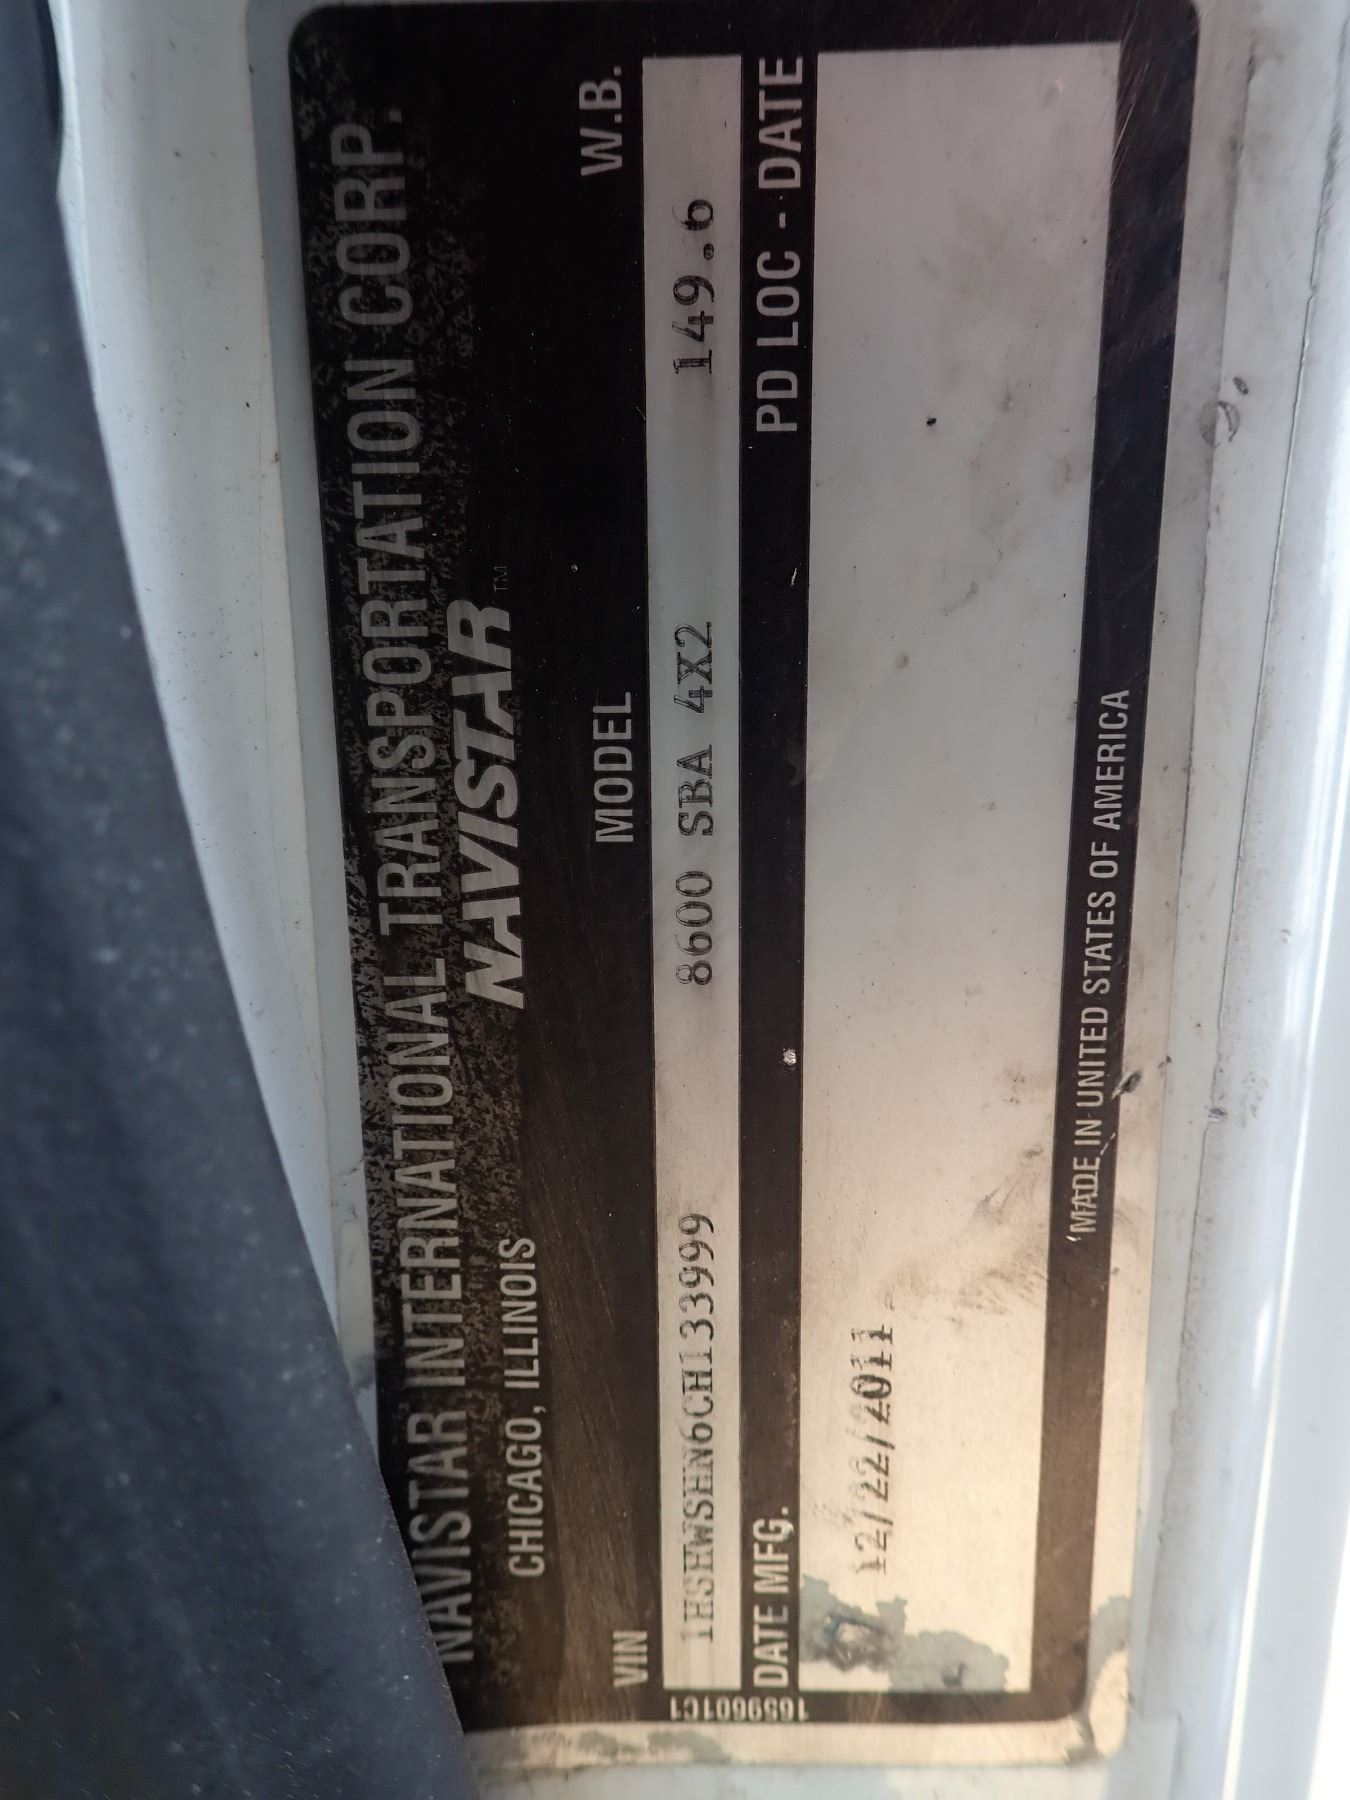 NAVISTAR INTERNATIONAL TRANSPORTATION CORP.
CHICAGO, ILLINOIS
NAVISTAR™
VIN MODEL W.B.
1HSHWSHN6CH133999 8600 SBA 4X2 149.6
DATE MFG. PD LOC - DATE
12/22/2011
'MADE IN UNITED STATES OF AMERICA
1659601C1